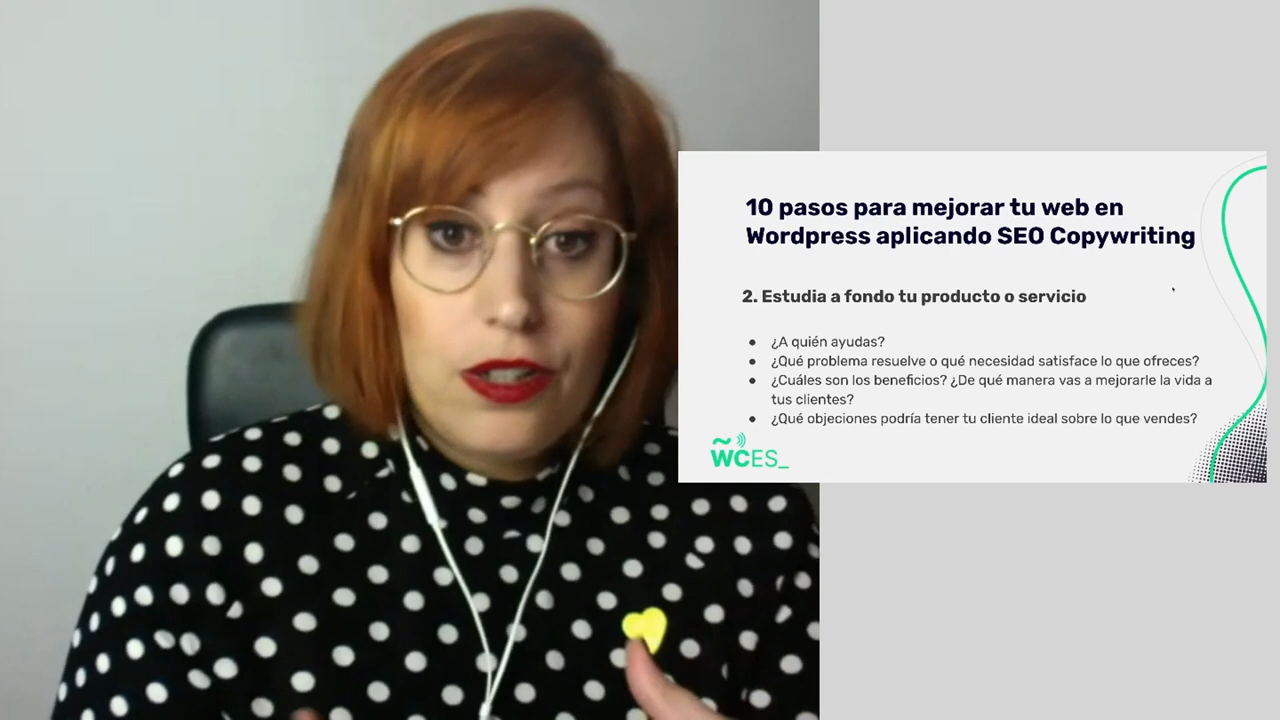 10 pasos para mejorar tu web en
Wordpress aplicando SEO Copywriting
2. Estudia a fondo tu producto o servicio
● ¿A quién ayudas?
● ¿Qué problema resuelve o qué necesidad satisface lo que ofreces?
● ¿Cuáles son los beneficios? ¿De qué manera vas a mejorarle la vida a
tus clientes?
● ¿Qué objeciones podría tener tu cliente ideal sobre lo que vendes?
WCES_